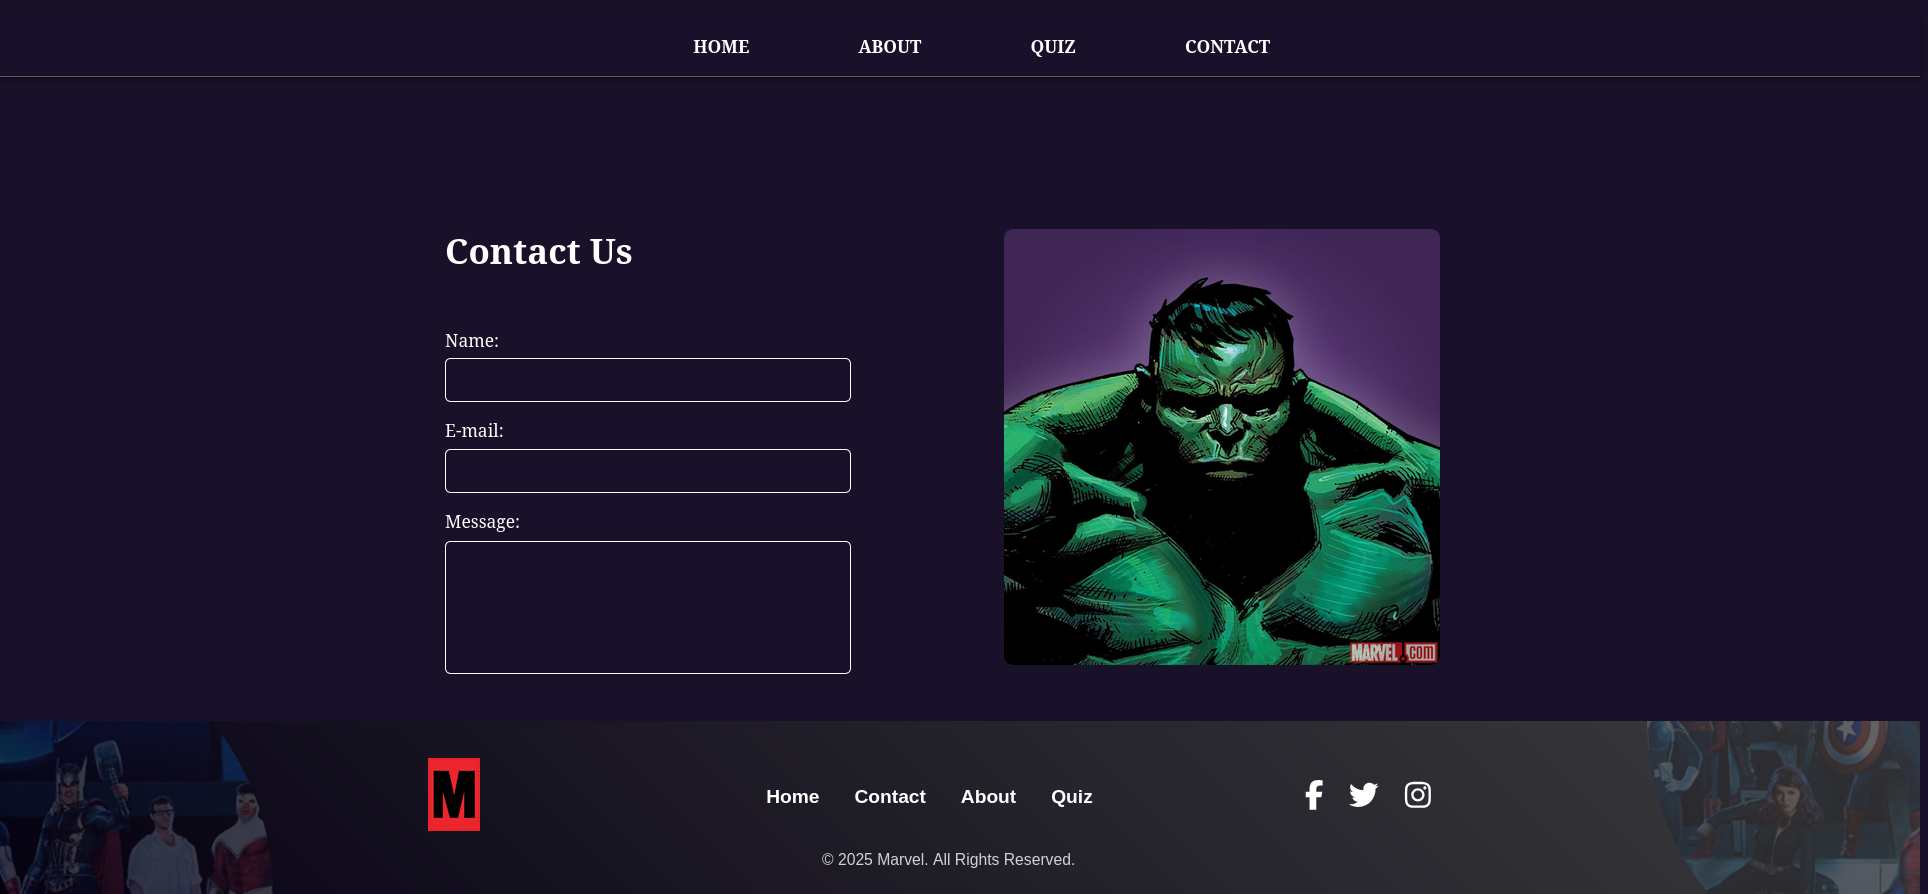 HOME ABOUT QUIZ CONTACT
Contact Us
Name:
E-mail:
Message:
MARVEL.com
M
Home Contact About Quiz
© 2025 Marvel. All Rights Reserved.